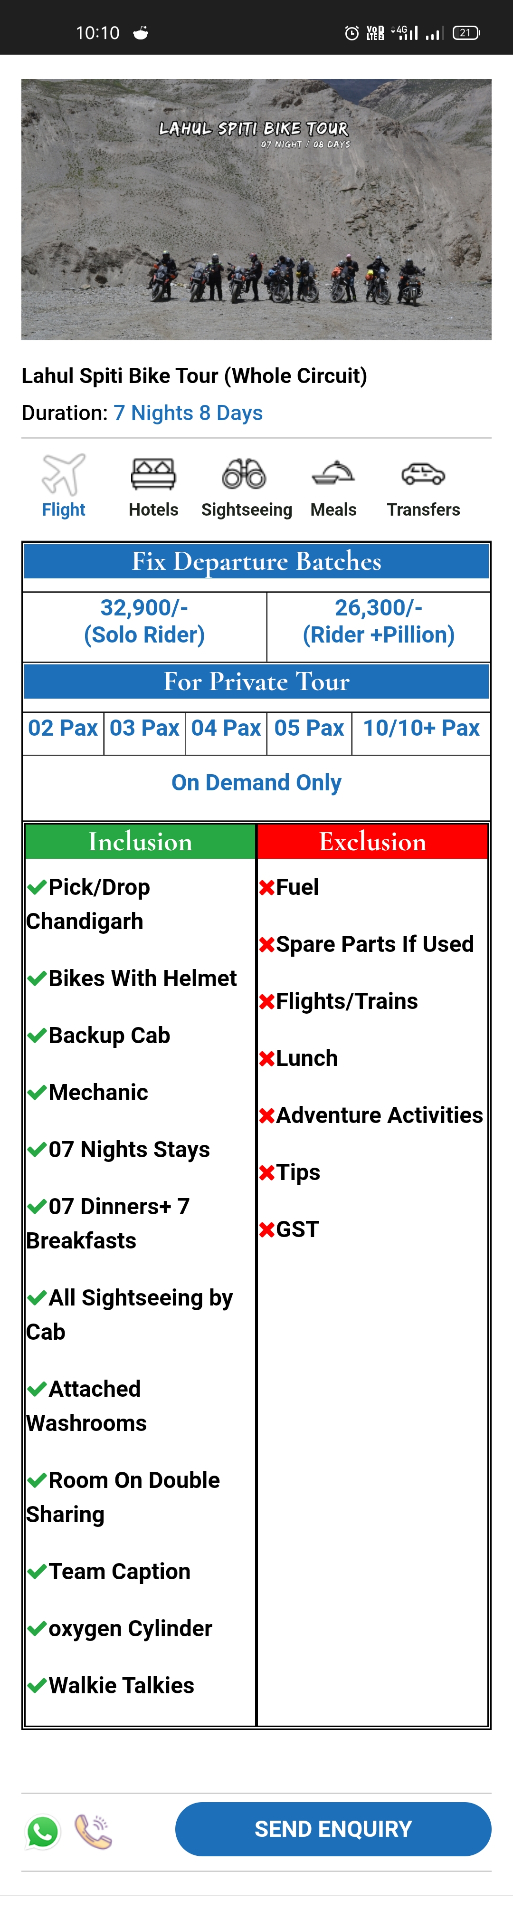 10:10
VoD LTE2
4G
21
LAHUL SPITI BIKE TOUR
07 NIGHT / 08 DAYS
Lahul Spiti Bike Tour (Whole Circuit)
Duration: 7 Nights 8 Days
Flight Hotels Sightseeing Meals Transfers
Fix Departure Batches
32,900/-
(Solo Rider)
26,300/-
(Rider +Pillion)
For Private Tour
02 Pax 03 Pax 04 Pax 05 Pax 10/10+ Pax
On Demand Only
Inclusion
Pick/Drop
Chandigarh
Bikes With Helmet
Backup Cab
Mechanic
07 Nights Stays
07 Dinners+ 7
Breakfasts
All Sightseeing by
Cab
Attached
Washrooms
Room On Double
Sharing
Team Caption
oxygen Cylinder
Walkie Talkies
Exclusion
Fuel
Spare Parts If Used
Flights/Trains
Lunch
Adventure Activities
Tips
GST
SEND ENQUIRY